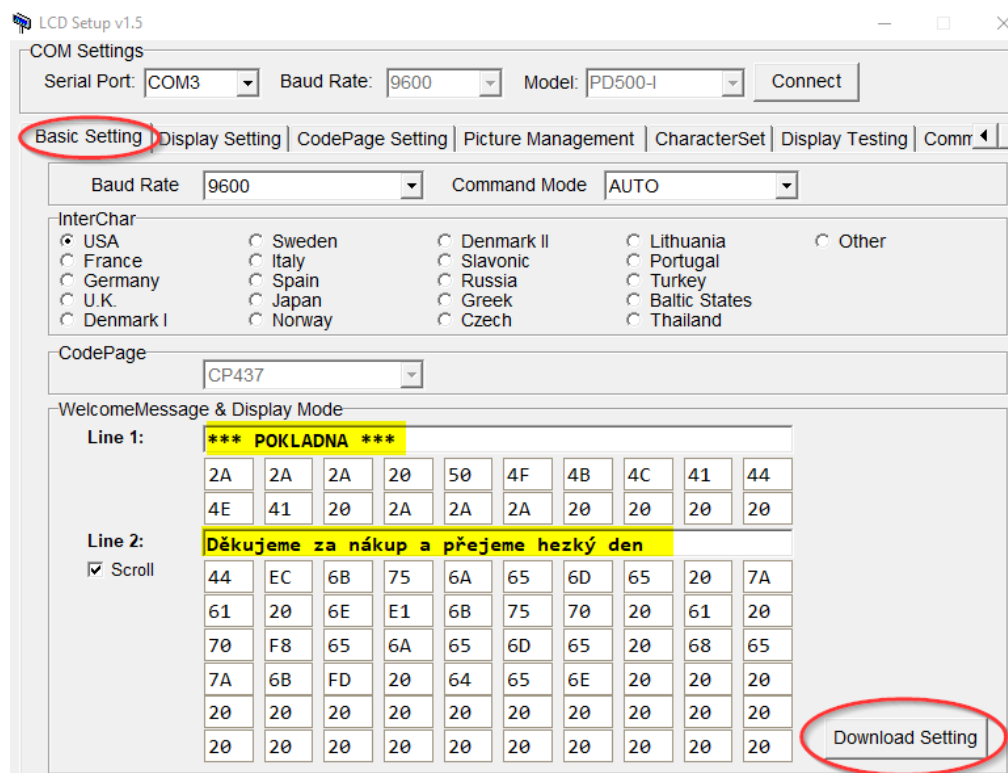 LCD Setup v1.5
COM Settings
Serial Port: COM3 Baud Rate: 9600 Model: PD500-I Connect
Basic Setting Display Setting CodePage Setting Picture Management CharacterSet Display Testing Comm
Baud Rate 9600 Command Mode AUTO
InterChar
USA Sweden Denmark II Lithuania Other
France Italy Slavonic Portugal
Germany Spain Russia Turkey
U.K. Japan Greek Baltic States
Denmark I Norway Czech Thailand
CodePage
CP437
WelcomeMessage & Display Mode
Line 1: *** POKLADNA ***
2A 2A 2A 20 50 4F 4B 4C 41 44
4E 41 20 2A 2A 2A 20 20 20 20
Line 2: Děkujeme za nákup a přejeme hezký den
Scroll 44 EC 6B 75 6A 65 6D 65 20 7A
61 20 6E E1 6B 75 70 20 61 20
70 F8 65 6A 65 6D 65 20 68 65
7A 6B FD 20 64 65 6E 20 20 20
20 20 20 20 20 20 20 20 20 20
20 20 20 20 20 20 20 20 20 20
Download Setting